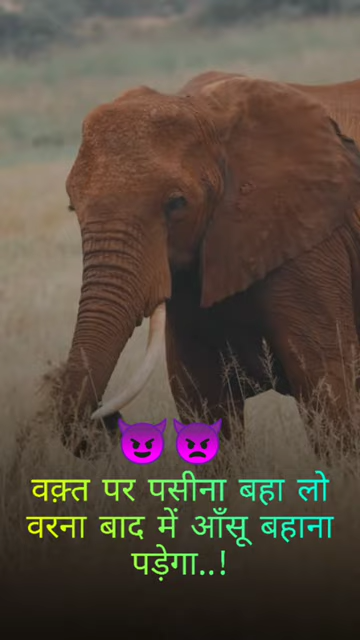 😈👿
वक़्त पर पसीना बहा लो
वरना बाद में आँसू बहाना
पड़ेगा..!